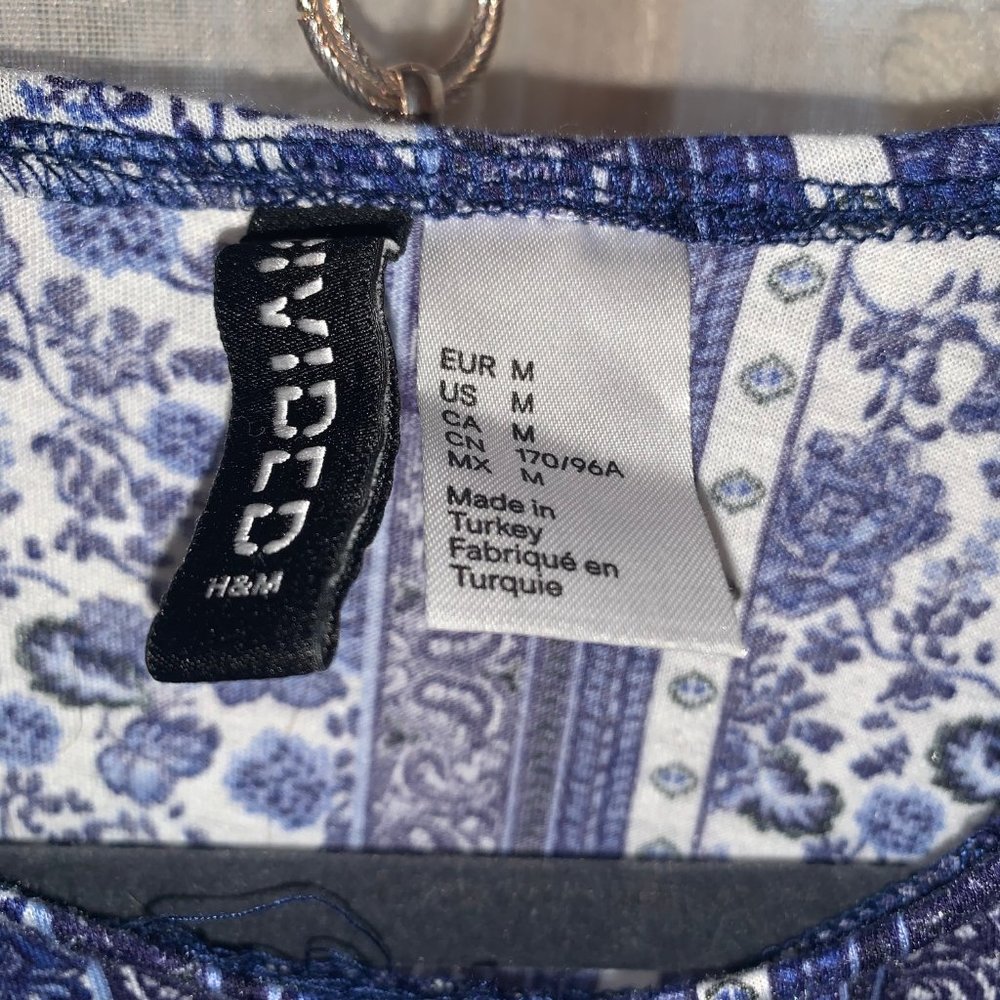 DIVIDED
H&M
EUR M
US M
CA M
CN 170/96A
MX M
Made in
Turkey
Fabriqué en
Turquie